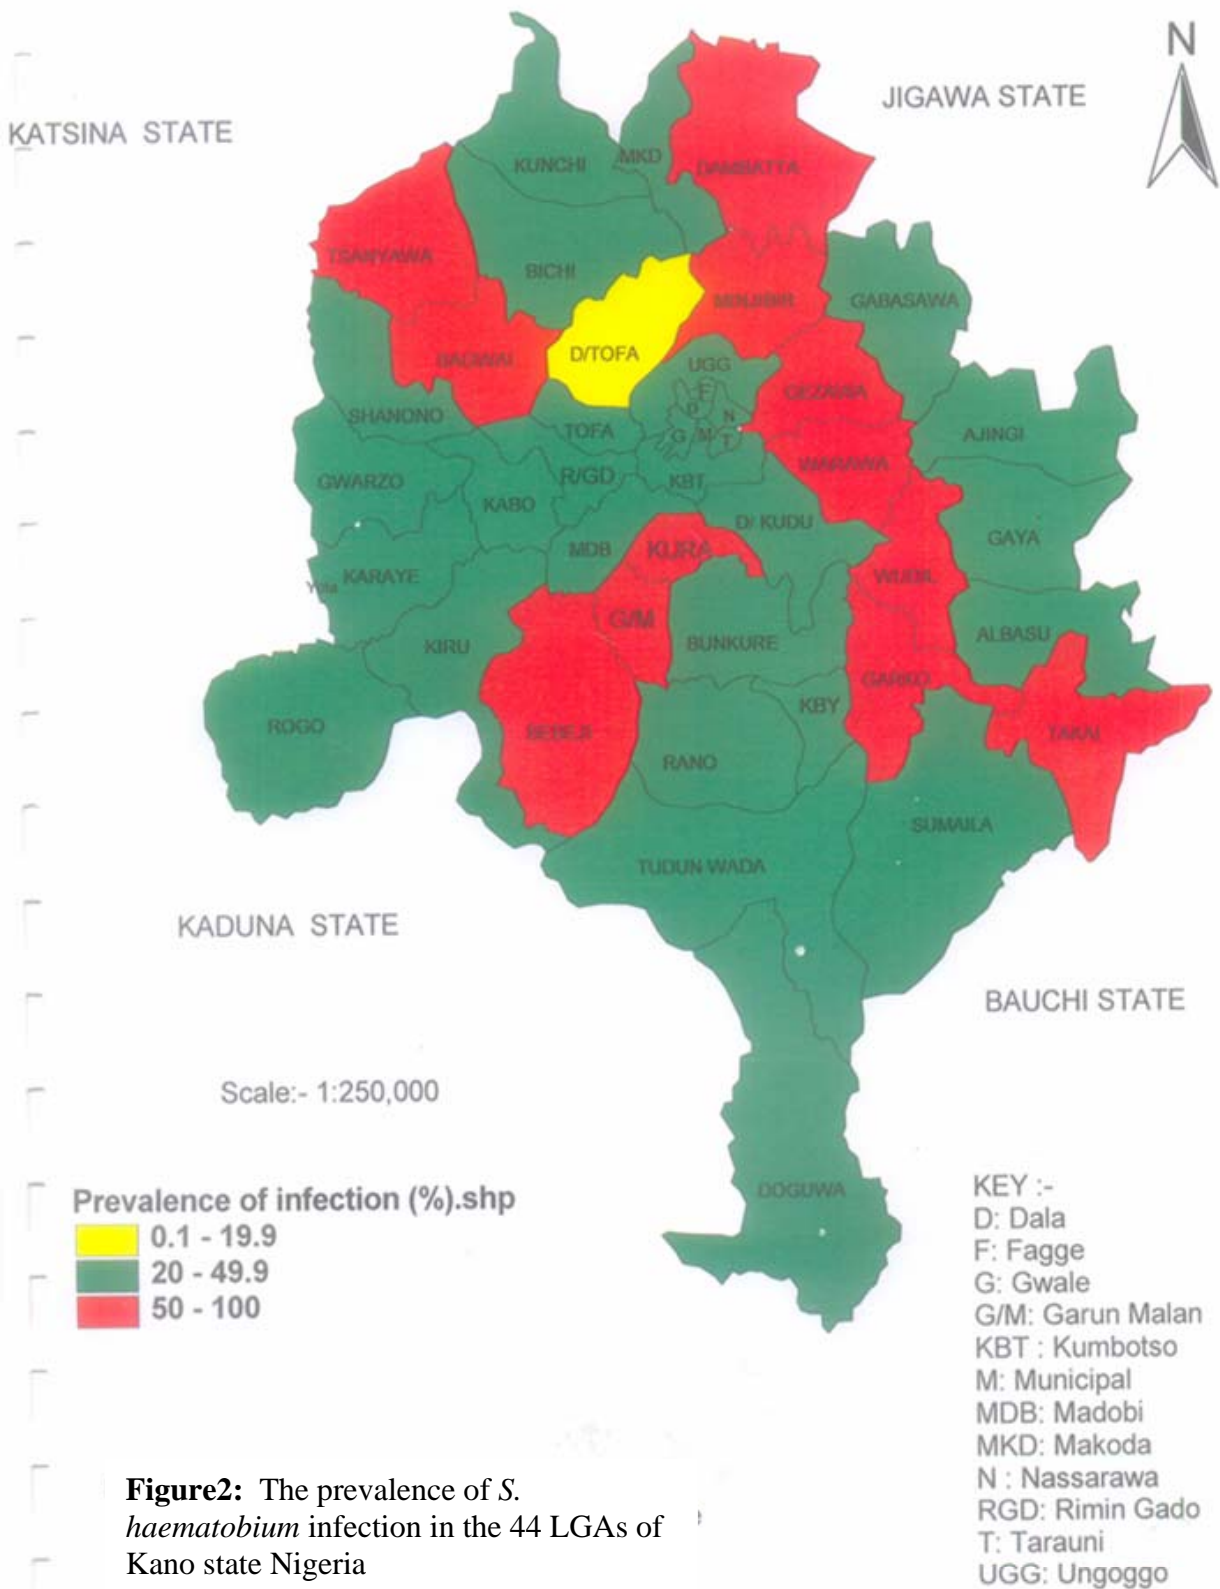 N
JIGAWA STATE
KATSINA STATE
KUNCHI
MKD
DAMBATTA
TSANYAWA
BICHI
MINJIBIR
GABASAWA
BAGWAI
D/TOFA
UGG
F
GEZAWA
D
N
SHANONO
TOFA
G
M
T
AJINGI
GWARZO
KABO
R/GD
KBT
WARAWA
D/ KUDU
GAYA
MDB
KURA
KARAYE
WUDIL
G/M
BUNKURE
ALBASU
KIRU
GARKO
KBY
ROGO
BEBEJI
RANO
TAKAI
SUMAILA
TUDUN WADA
KADUNA STATE
BAUCHI STATE
Scale:- 1:250,000
DOGUWA
Prevalence of infection (%).shp
0.1 - 19.9
20 - 49.9
50 - 100
KEY :-
D: Dala
F: Fagge
G: Gwale
G/M: Garun Malan
KBT : Kumbotso
M: Municipal
MDB: Madobi
MKD: Makoda
N : Nassarawa
RGD: Rimin Gado
T: Tarauni
UGG: Ungoggo
Figure2: The prevalence of S.
haematobium infection in the 44 LGAs of
Kano state Nigeria